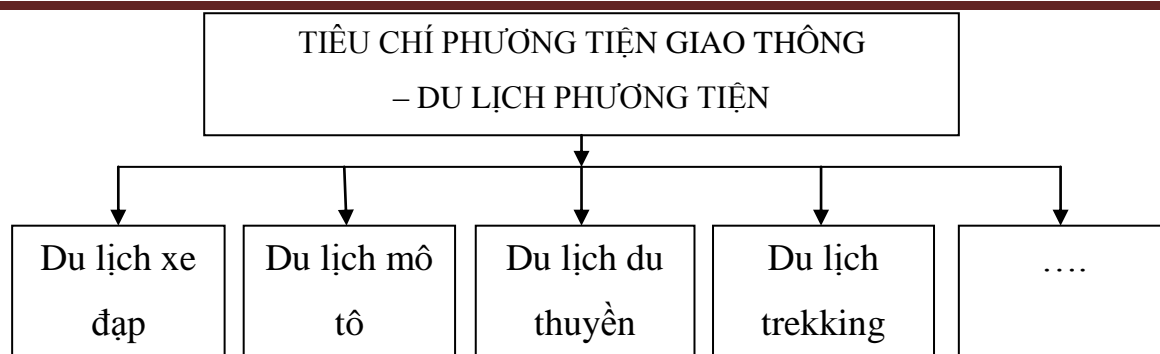 TIÊU CHÍ PHƯƠNG TIỆN GIAO THÔNG
– DU LỊCH PHƯƠNG TIỆN
Du lịch xe
đạp
Du lịch mô
tô
Du lịch du
thuyền
Du lịch
trekking
….